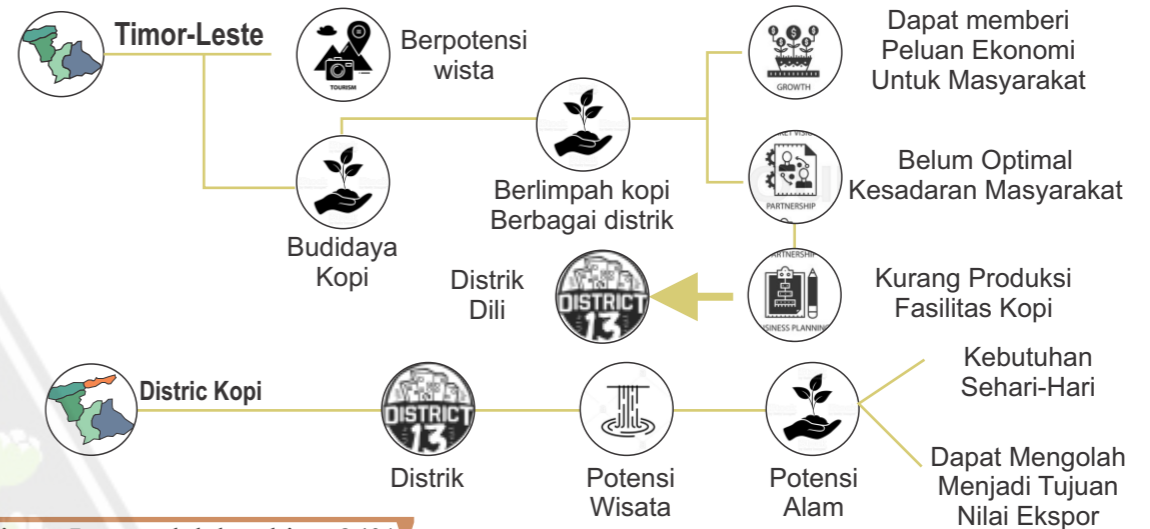 Timor-Leste
TOURISM
Berpotensi
wista
Budidaya
Kopi
Berlimpah kopi
Berbagai distrik
GROWTH
Dapat memberi
Peluan Ekonomi
Untuk Masyarakat
PARTNERSHIP
Belum Optimal
Kesadaran Masyarakat
Distrik
Dili
DISTRICT
13
SINESS PLANNING
Kurang Produksi
Fasilitas Kopi
Distric Kopi
DISTRICT
13
Distrik
Potensi
Wisata
Potensi
Alam
Kebutuhan
Sehari-Hari
Dapat Mengolah
Menjadi Tujuan
Nilai Ekspor